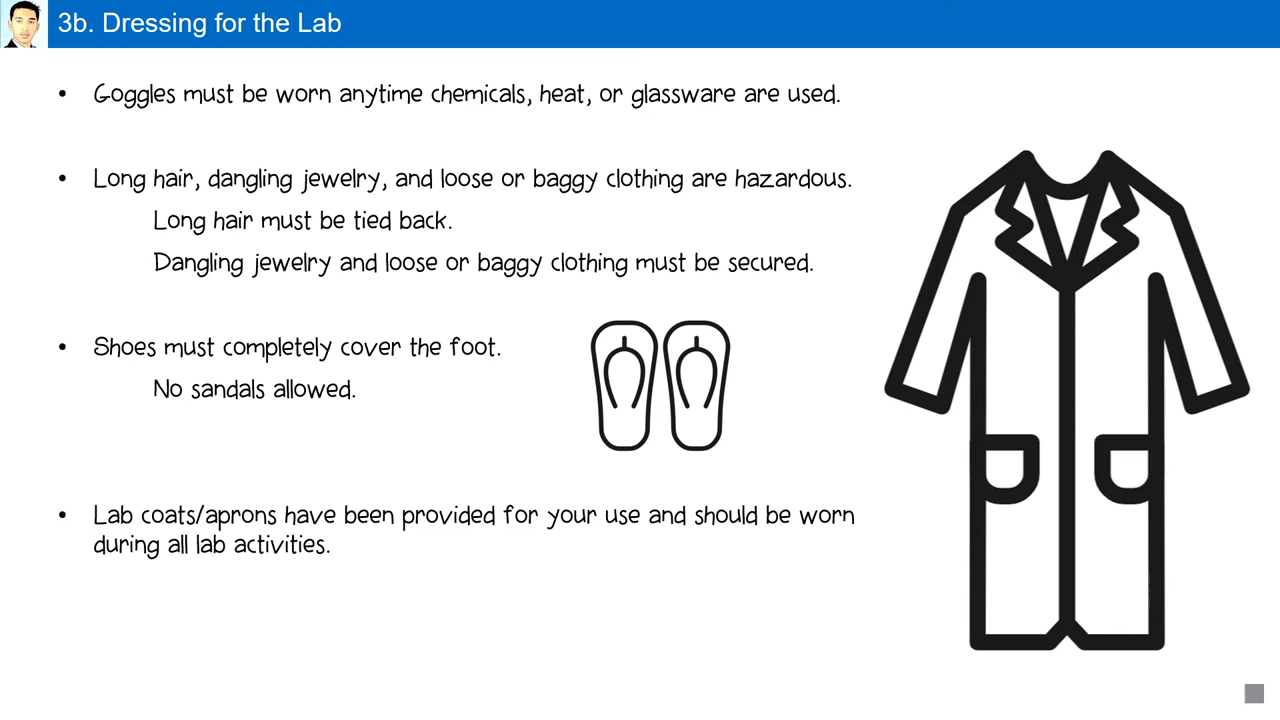 3b. Dressing for the Lab
• Goggles must be worn anytime chemicals, heat, or glassware are used.
• Long hair, dangling jewelry, and loose or baggy clothing are hazardous.
Long hair must be tied back.
Dangling jewelry and loose or baggy clothing must be secured.
• Shoes must completely cover the foot.
No sandals allowed.
• Lab coats/aprons have been provided for your use and should be worn
during all lab activities.